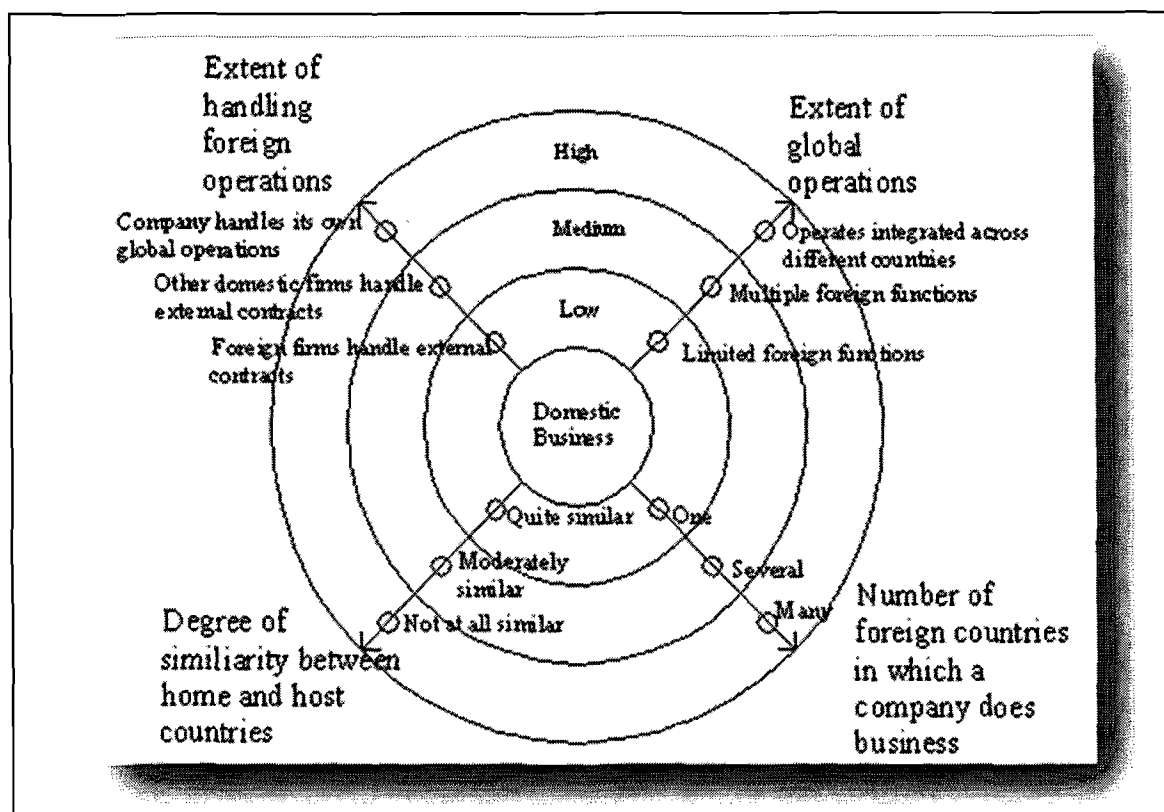 Extent of
handling
foreign
operations
Extent of
global
operations
High
Medium
Low
Company handles its own
global operations
Other domestic firms handle
external contracts
Foreign firms handle external
contracts
Operates integrated across
different countries
Multiple foreign functions
Limited foreign functions
Domestic
Business
Quite similar
Moderately
similar
Not at all similar
One
Several
Many
Degree of
similiarity between
home and host
countries
Number of
foreign countries
in which a
company does
business